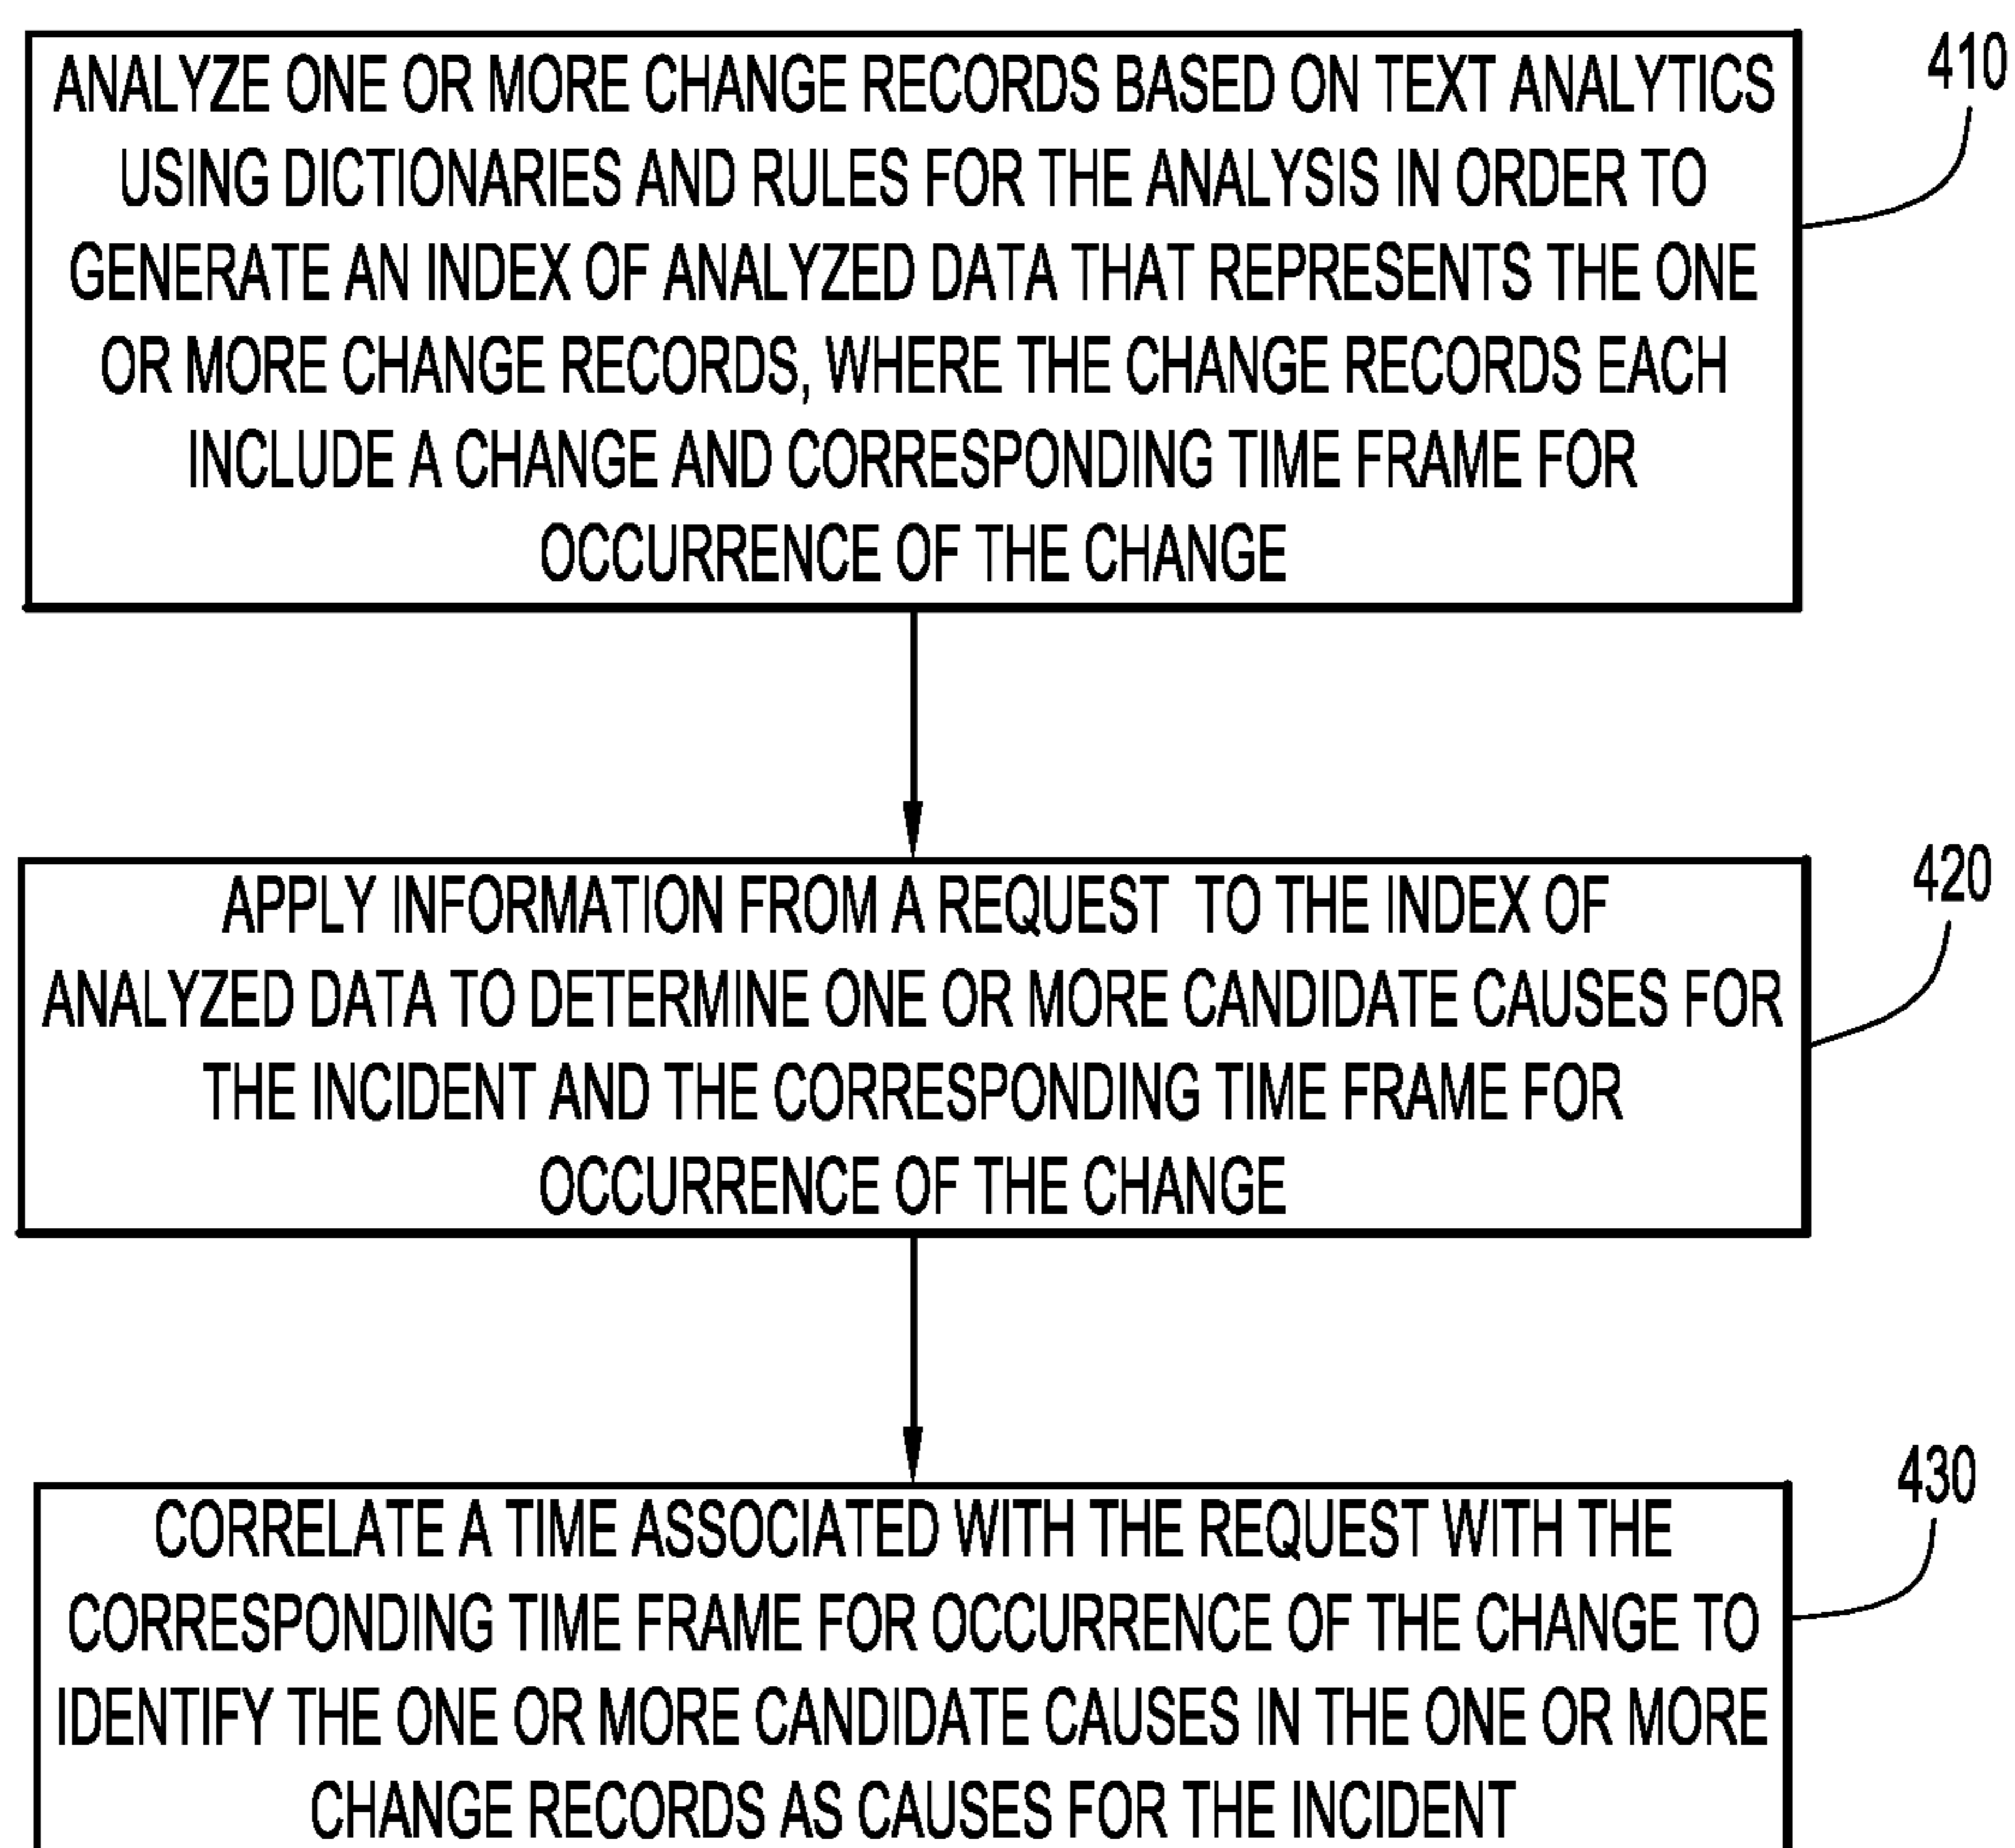 ANALYZE ONE OR MORE CHANGE RECORDS BASED ON TEXT ANALYTICS
USING DICTIONARIES AND RULES FOR THE ANALYSIS IN ORDER TO
GENERATE AN INDEX OF ANALYZED DATA THAT REPRESENTS THE ONE
OR MORE CHANGE RECORDS, WHERE THE CHANGE RECORDS EACH
INCLUDE A CHANGE AND CORRESPONDING TIME FRAME FOR
OCCURRENCE OF THE CHANGE
410
APPLY INFORMATION FROM A REQUEST TO THE INDEX OF
ANALYZED DATA TO DETERMINE ONE OR MORE CANDIDATE CAUSES FOR
THE INCIDENT AND THE CORRESPONDING TIME FRAME FOR
OCCURRENCE OF THE CHANGE
420
CORRELATE A TIME ASSOCIATED WITH THE REQUEST WITH THE
CORRESPONDING TIME FRAME FOR OCCURRENCE OF THE CHANGE TO
IDENTIFY THE ONE OR MORE CANDIDATE CAUSES IN THE ONE OR MORE
CHANGE RECORDS AS CAUSES FOR THE INCIDENT
430